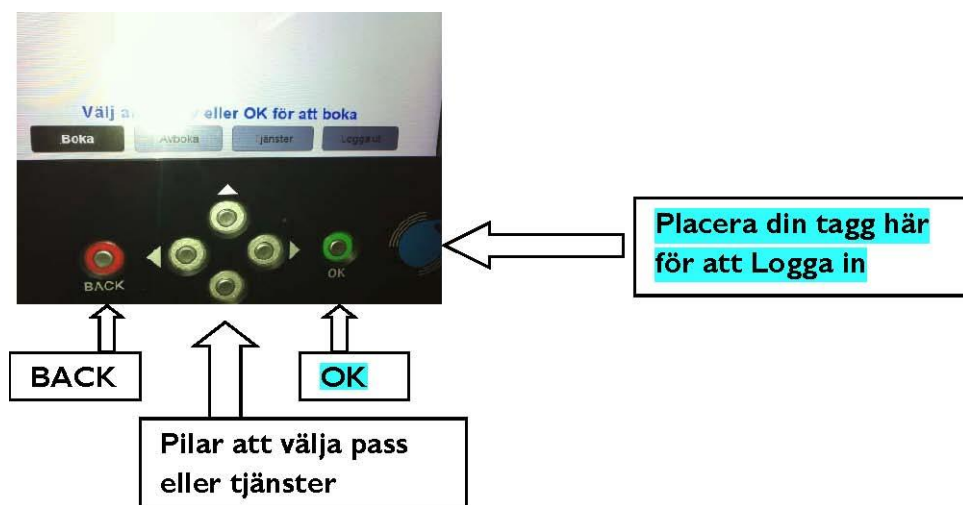 Välj eller OK för att boka
Boka Avboka Tjänster Logga ut
Placera din tagg här
för att Logga in
BACK
OK
BACK
OK
Pilar att välja pass
eller tjänster